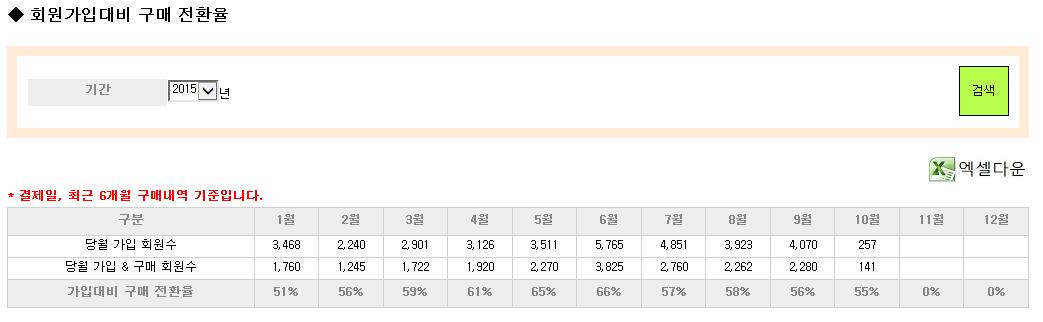 ◆ 회원가입대비 구매 전환율
기간 2015 년 검색
엑셀다운
* 결제일, 최근 6개월 구매내역 기준입니다.
구분 1월 2월 3월 4월 5월 6월 7월 8월 9월 10월 11월 12월
당월 가입 회원수 3,468 2,240 2,901 3,126 3,511 5,765 4,851 3,923 4,070 257
당월 가입 & 구매 회원수 1,760 1,245 1,722 1,920 2,270 3,825 2,760 2,262 2,280 141
가입대비 구매 전환율 51% 56% 59% 61% 65% 66% 57% 58% 56% 55% 0% 0%